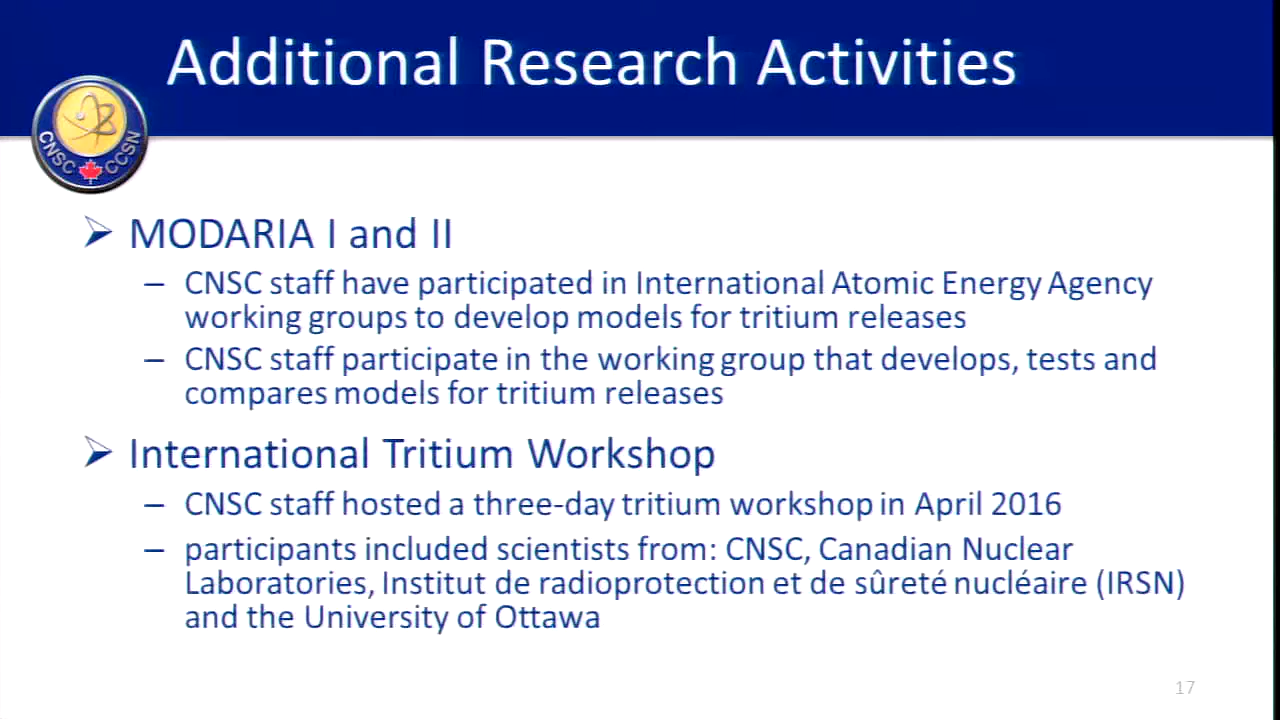 Additional Research Activities
CNSC CCSN
MODARIA I and II
– CNSC staff have participated in International Atomic Energy Agency
working groups to develop models for tritium releases
– CNSC staff participate in the working group that develops, tests and
compares models for tritium releases
International Tritium Workshop
– CNSC staff hosted a three-day tritium workshop in April 2016
– participants included scientists from: CNSC, Canadian Nuclear
Laboratories, Institut de radioprotection et de sûreté nucléaire (IRSN)
and the University of Ottawa
17